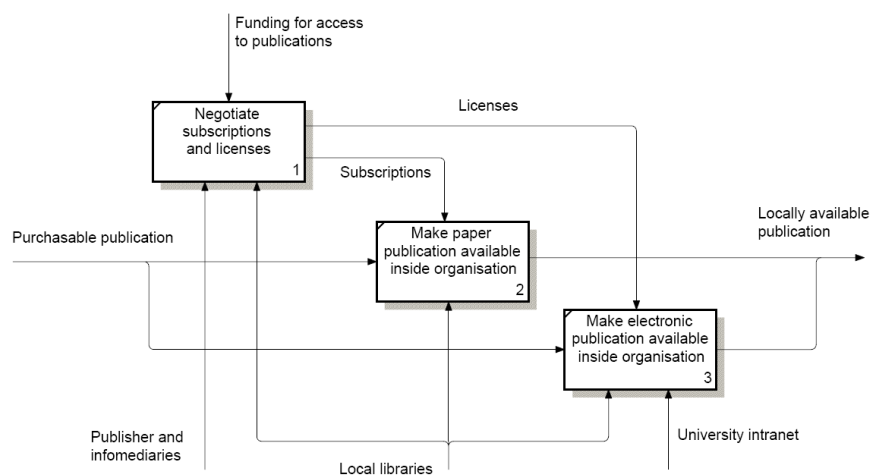 Funding for access
to publications
Negotiate
subscriptions
and licenses
1
Licenses
Subscriptions
Purchasable publication
Make paper
publication available
inside organisation
2
Locally available
publication
Make electronic
publication available
inside organisation
3
Publisher and
infomediaries
Local libraries
University intranet